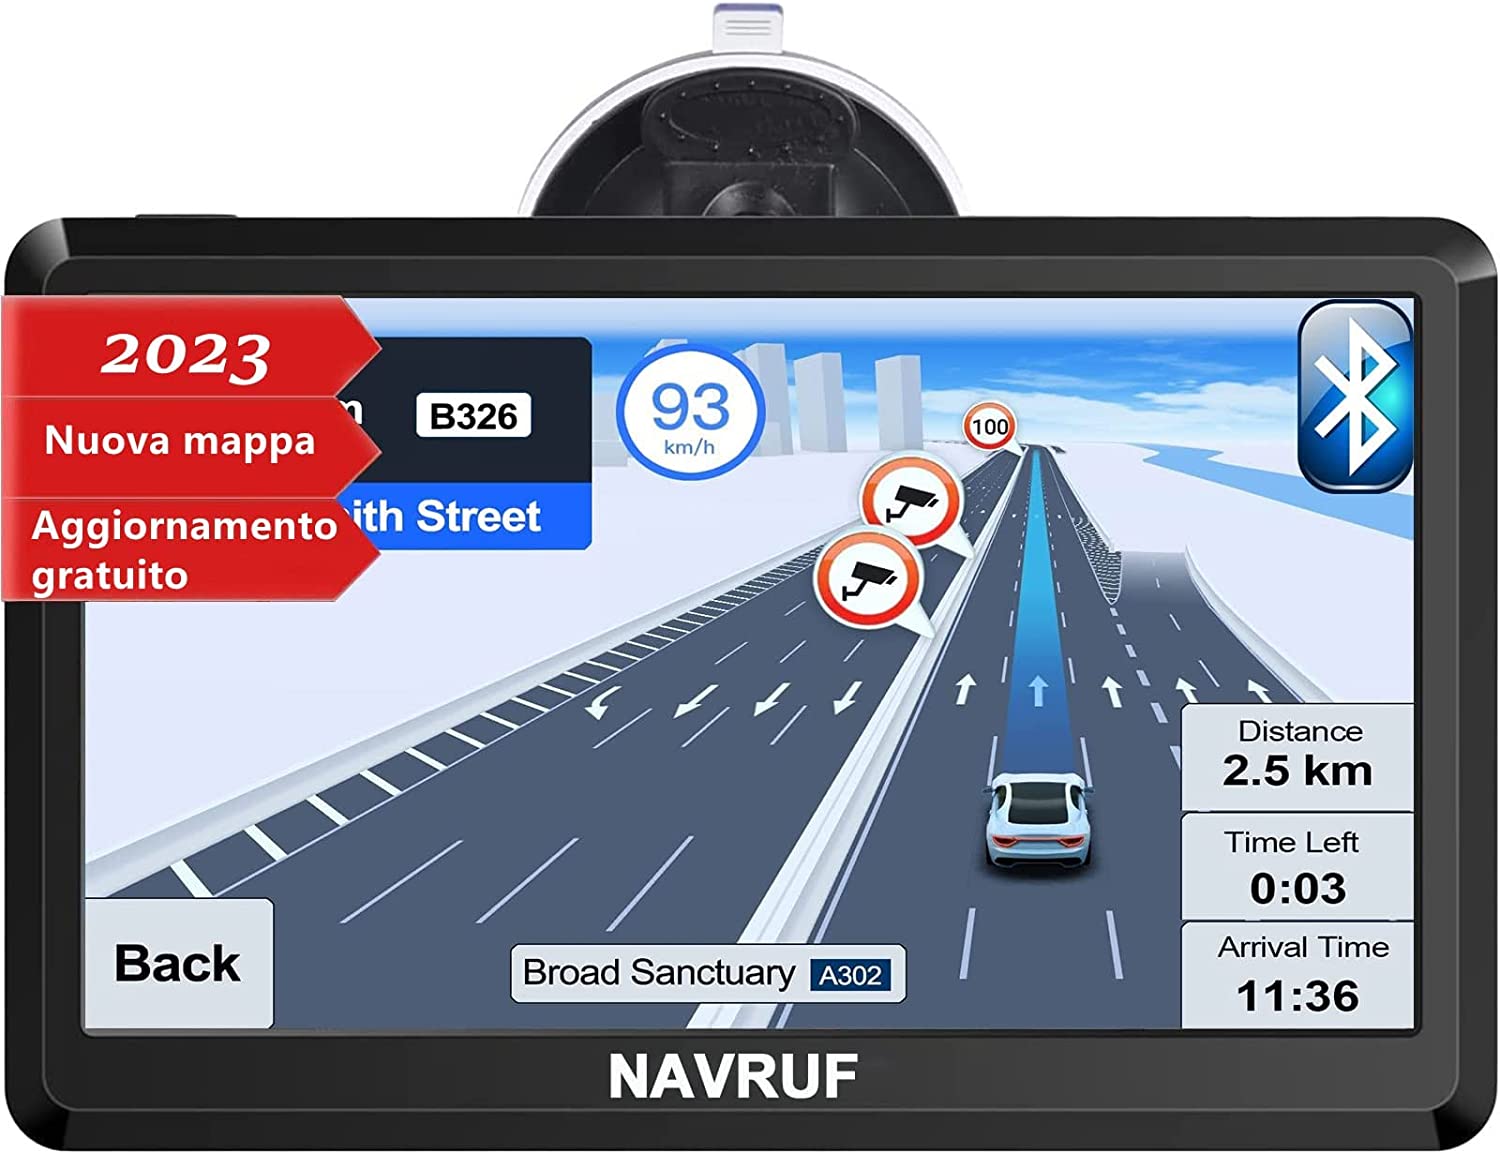 2023
Nuova mappa
Aggiornamento
gratuito
B326
Street
93
km/h
100
Distance
2.5 km
Time Left
0:03
Arrival Time
11:36
Back
Broad Sanctuary A302
NAVRUF